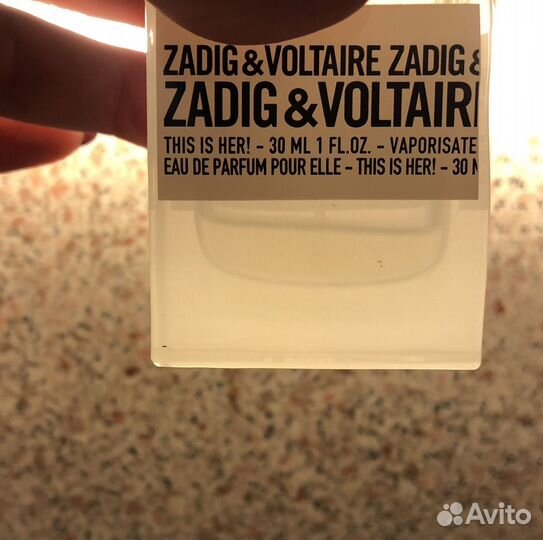 ZADIG&VOLTAIRE ZADIG &
ZADIG &VOLTAIR
THIS IS HER! – 30 ML 1 FL.OZ. – VAPORISATE
EAU DE PARFUM POUR ELLE – THIS IS HER! – 30 M
Avito